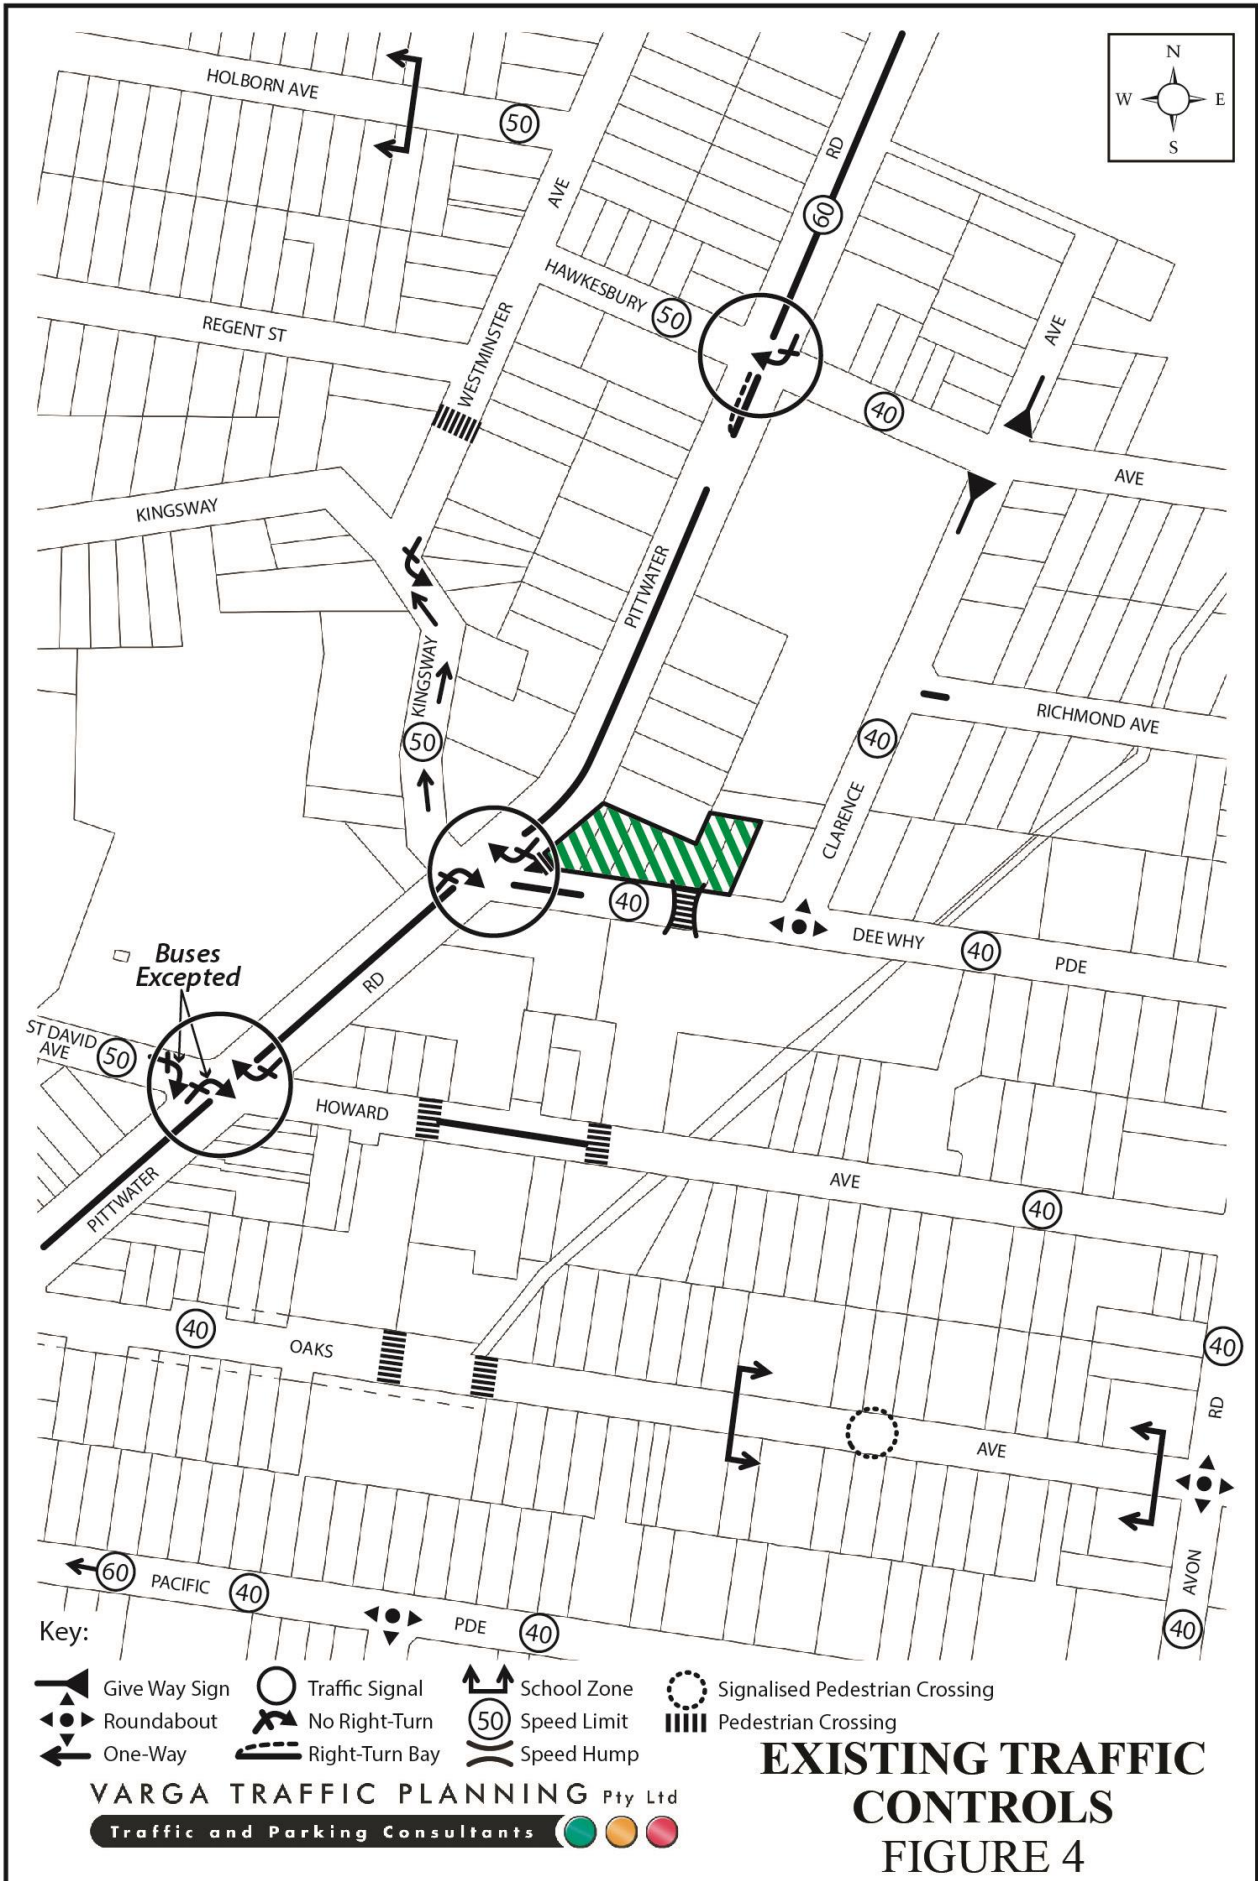 HOLBORN AVE
50
N
W E
S
RD
AVE
60
HAWKESBURY
50
REGENT ST
WESTMINSTER
AVE
40
AVE
KINGSWAY
PITTWATER
KINGSWAY
50
RICHMOND AVE
40
CLARENCE
40
DEE WHY
40
PDE
Buses
Excepted
RD
ST DAVID
AVE
50
HOWARD
AVE
40
PITTWATER
40
OAKS
40
RD
AVE
60
PACIFIC
40
PDE
40
AVON
40
Key:
Give Way Sign
Traffic Signal
School Zone
Signalised Pedestrian Crossing
Roundabout
No Right-Turn
50
Speed Limit
Pedestrian Crossing
One-Way
Right-Turn Bay
Speed Hump
EXISTING TRAFFIC
CONTROLS
FIGURE 4
VARGA TRAFFIC PLANNING Pty Ltd
Traffic and Parking Consultants